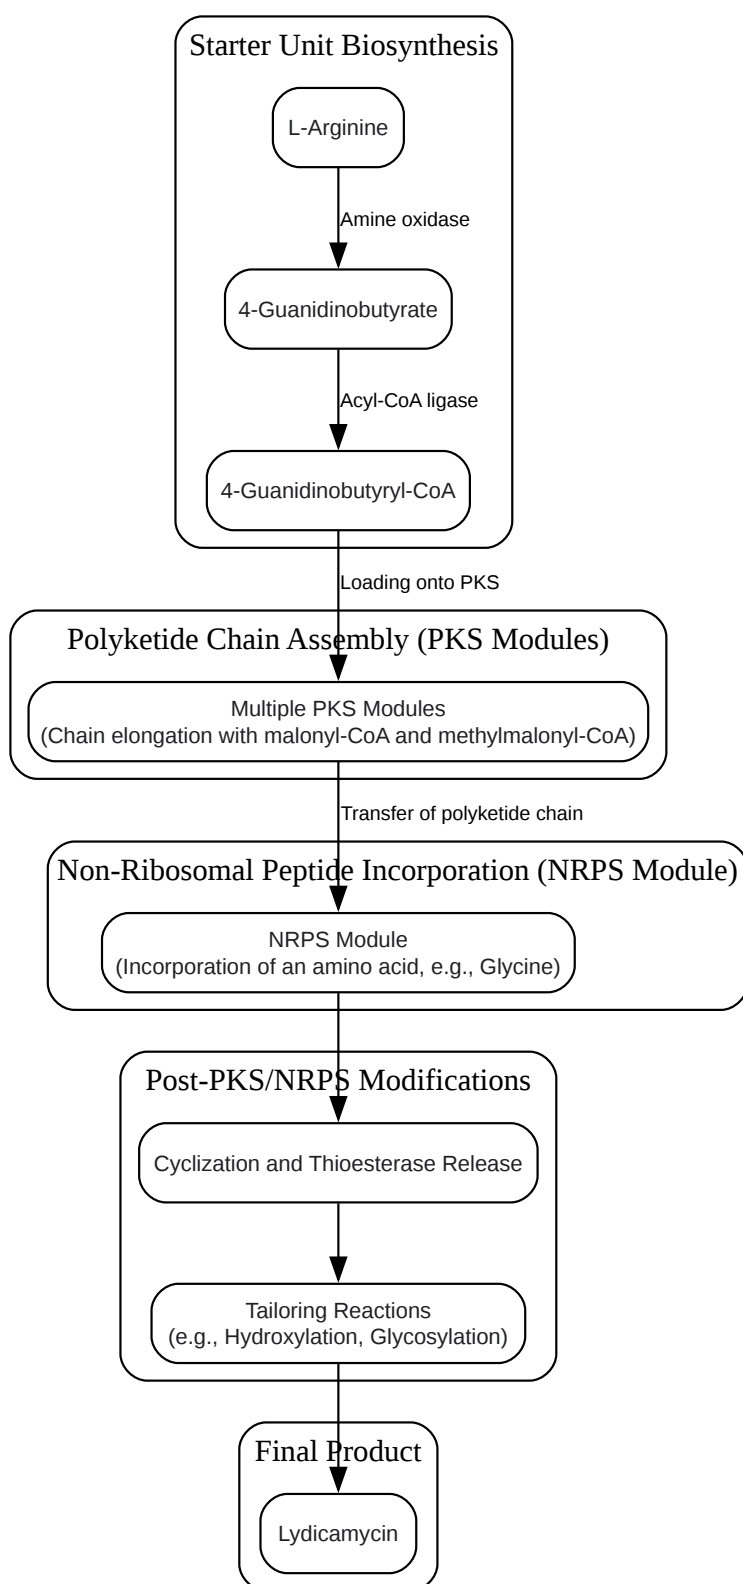 Starter Unit Biosynthesis
L-Arginine
Amine oxidase
4-Guanidinobutyrate
Acyl-CoA ligase
4-Guanidinobutyryl-CoA
Loading onto PKS
Polyketide Chain Assembly (PKS Modules)
Multiple PKS Modules
(Chain elongation with malonyl-CoA and methylmalonyl-CoA)
Transfer of polyketide chain
Non-Ribosomal Peptide Incorporation (NRPS Module)
NRPS Module
(Incorporation of an amino acid, e.g., Glycine)
Post-PKS/NRPS Modifications
Cyclization and Thioesterase Release
Tailoring Reactions
(e.g., Hydroxylation, Glycosylation)
Final Product
Lydicamycin